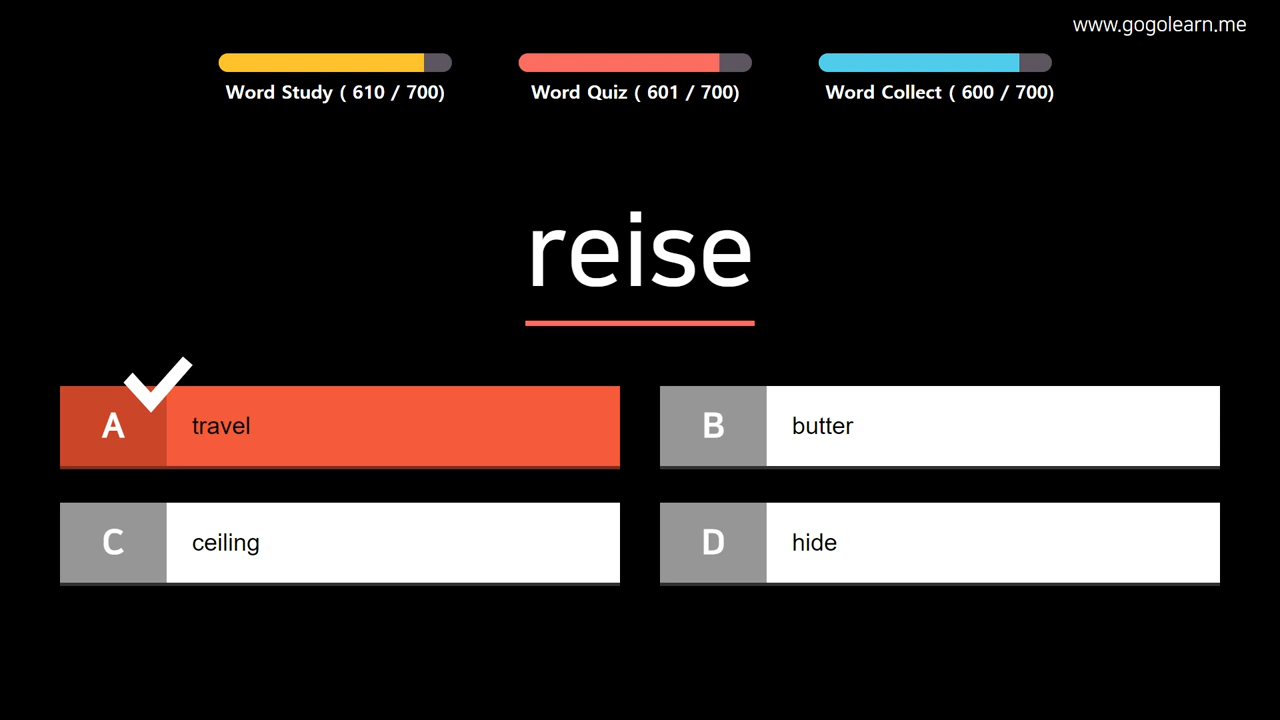 www.gogolearn.me
Word Study ( 610 / 700)
Word Quiz ( 601 / 700)
Word Collect ( 600 / 700)
reise
A travel
B butter
C ceiling
D hide